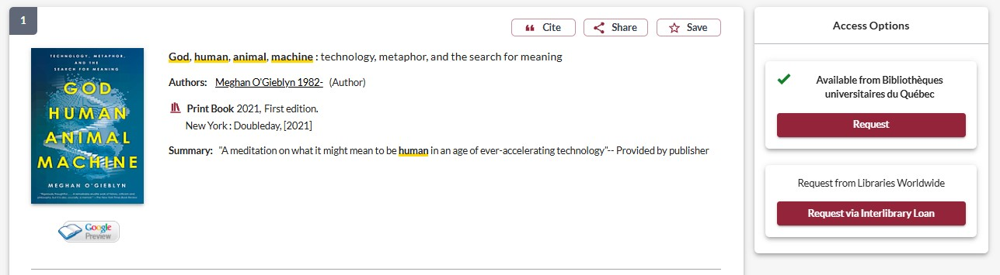 1
Cite
Share
Save
TECHNOLOGY, METAPHOR,
AND THE
SEARCH FOR MEANING
GOD
HUMAN
ANIMAL
MACHINE
MEGHAN O'GIEBLYN
Google
Preview
God, human, animal, machine : technology, metaphor, and the search for meaning
Authors: Meghan O'Gieblyn 1982- (Author)
Print Book 2021, First edition.
New York : Doubleday, [2021]
Summary: "A meditation on what it might mean to be human in an age of ever-accelerating technology"-- Provided by publisher
Access Options
Available from Bibliothèques
universitaires du Québec
Request
Request from Libraries Worldwide
Request via Interlibrary Loan